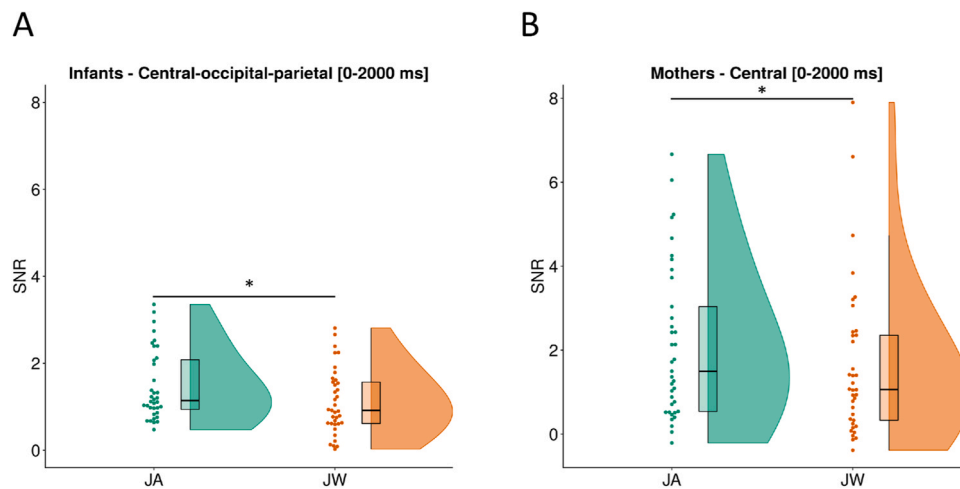 A
B
Infants - Central-occipital-parietal [0-2000 ms]
Mothers - Central [0-2000 ms]
8
6
4
2
0
SNR
*
JA
JW
8
6
4
2
0
SNR
*
JA
JW